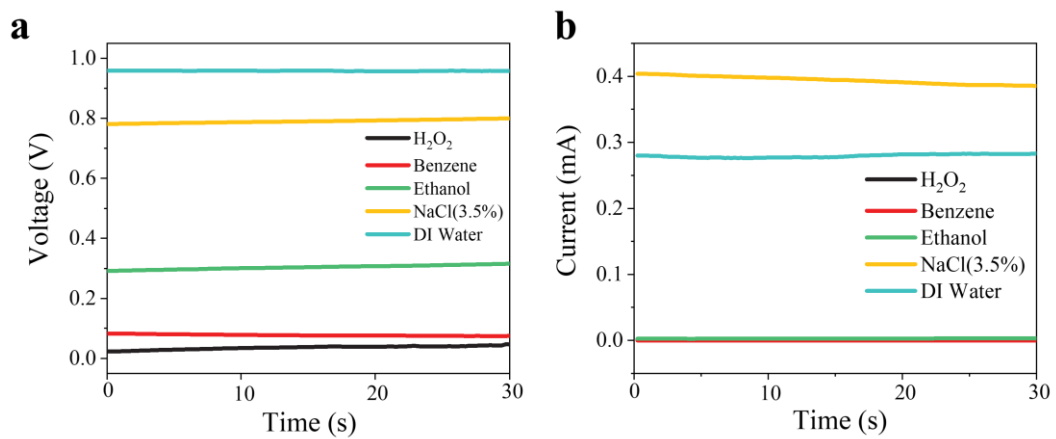 a
1.0
0.8
0.6
0.4
0.2
0.0
Voltage (V)
H₂O₂
Benzene
Ethanol
NaCl(3.5%)
DI Water
0 10 20 30
Time (s)
b
0.4
0.3
0.2
0.1
0.0
Current (mA)
H₂O₂
Benzene
Ethanol
NaCl(3.5%)
DI Water
0 10 20 30
Time (s)